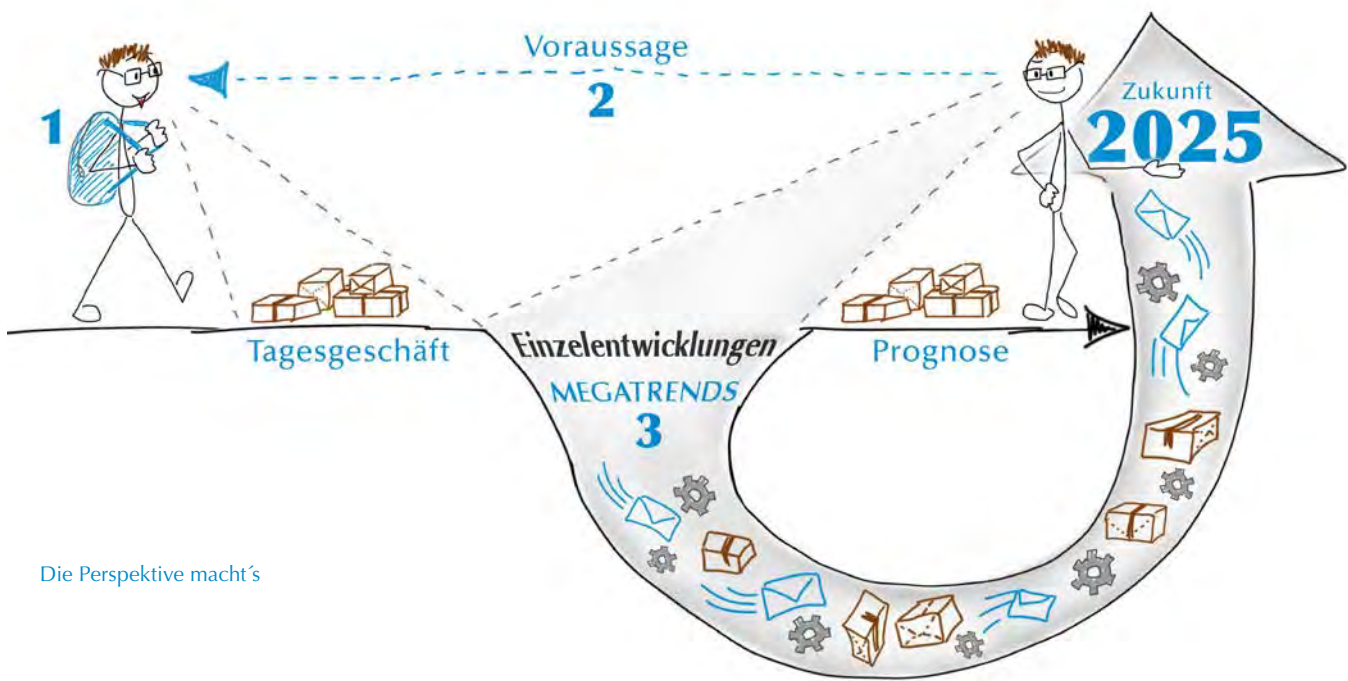 Voraussage
2
1
Zukunft
2025
Tagesgeschäft
Einzelentwicklungen
MEGATRENDS
3
Prognose
Die Perspektive macht´s